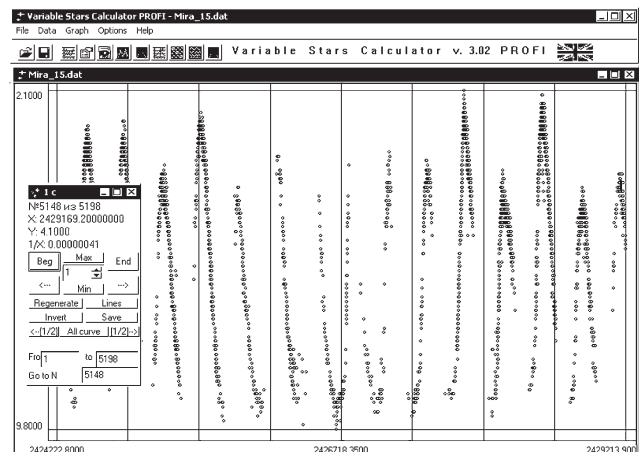 Variable Stars Calculator PROFI - Mira_15.dat
File Data Graph Options Help
Variable Stars Calculator v. 3.02 PROFI
Mira_15.dat
2.1000
1 c
№5148 из 5198
X: 2429169.20000000
Y: 4.1000
1/X: 0.00000041
Beg Max End
1
<--- Min --->
Regenerate Lines
Invert Save
<-[1/2] All curve [1/2]->
Fro 1 to 5198
Go to N 5148
9.8000
2424222.8000 2426718.3500 2429213.900